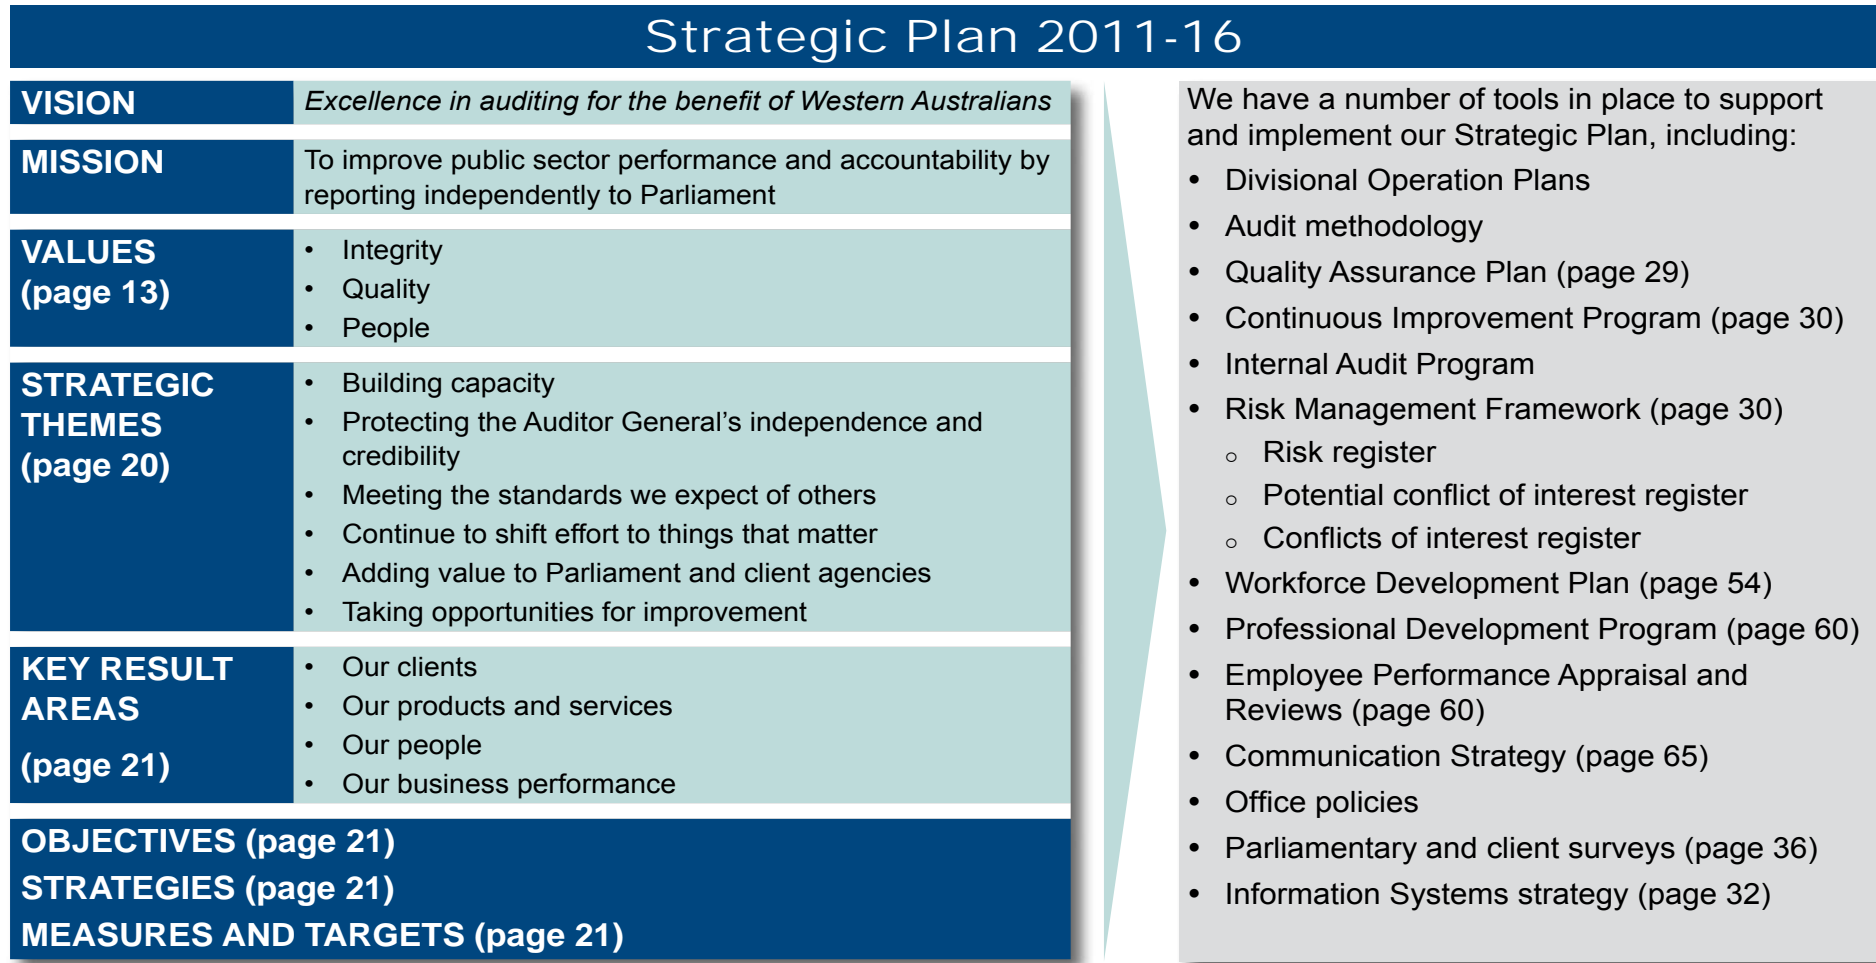 Strategic Plan 2011-16
VISION
Excellence in auditing for the benefit of Western Australians
MISSION
To improve public sector performance and accountability by
reporting independently to Parliament
VALUES
(page 13)
• Integrity
• Quality
• People
STRATEGIC
THEMES
(page 20)
• Building capacity
• Protecting the Auditor General’s independence and
credibility
• Meeting the standards we expect of others
• Continue to shift effort to things that matter
• Adding value to Parliament and client agencies
• Taking opportunities for improvement
KEY RESULT
AREAS
(page 21)
• Our clients
• Our products and services
• Our people
• Our business performance
OBJECTIVES (page 21)
STRATEGIES (page 21)
MEASURES AND TARGETS (page 21)
We have a number of tools in place to support
and implement our Strategic Plan, including:
• Divisional Operation Plans
• Audit methodology
• Quality Assurance Plan (page 29)
• Continuous Improvement Program (page 30)
• Internal Audit Program
• Risk Management Framework (page 30)
o Risk register
o Potential conflict of interest register
o Conflicts of interest register
• Workforce Development Plan (page 54)
• Professional Development Program (page 60)
• Employee Performance Appraisal and
Reviews (page 60)
• Communication Strategy (page 65)
• Office policies
• Parliamentary and client surveys (page 36)
• Information Systems strategy (page 32)